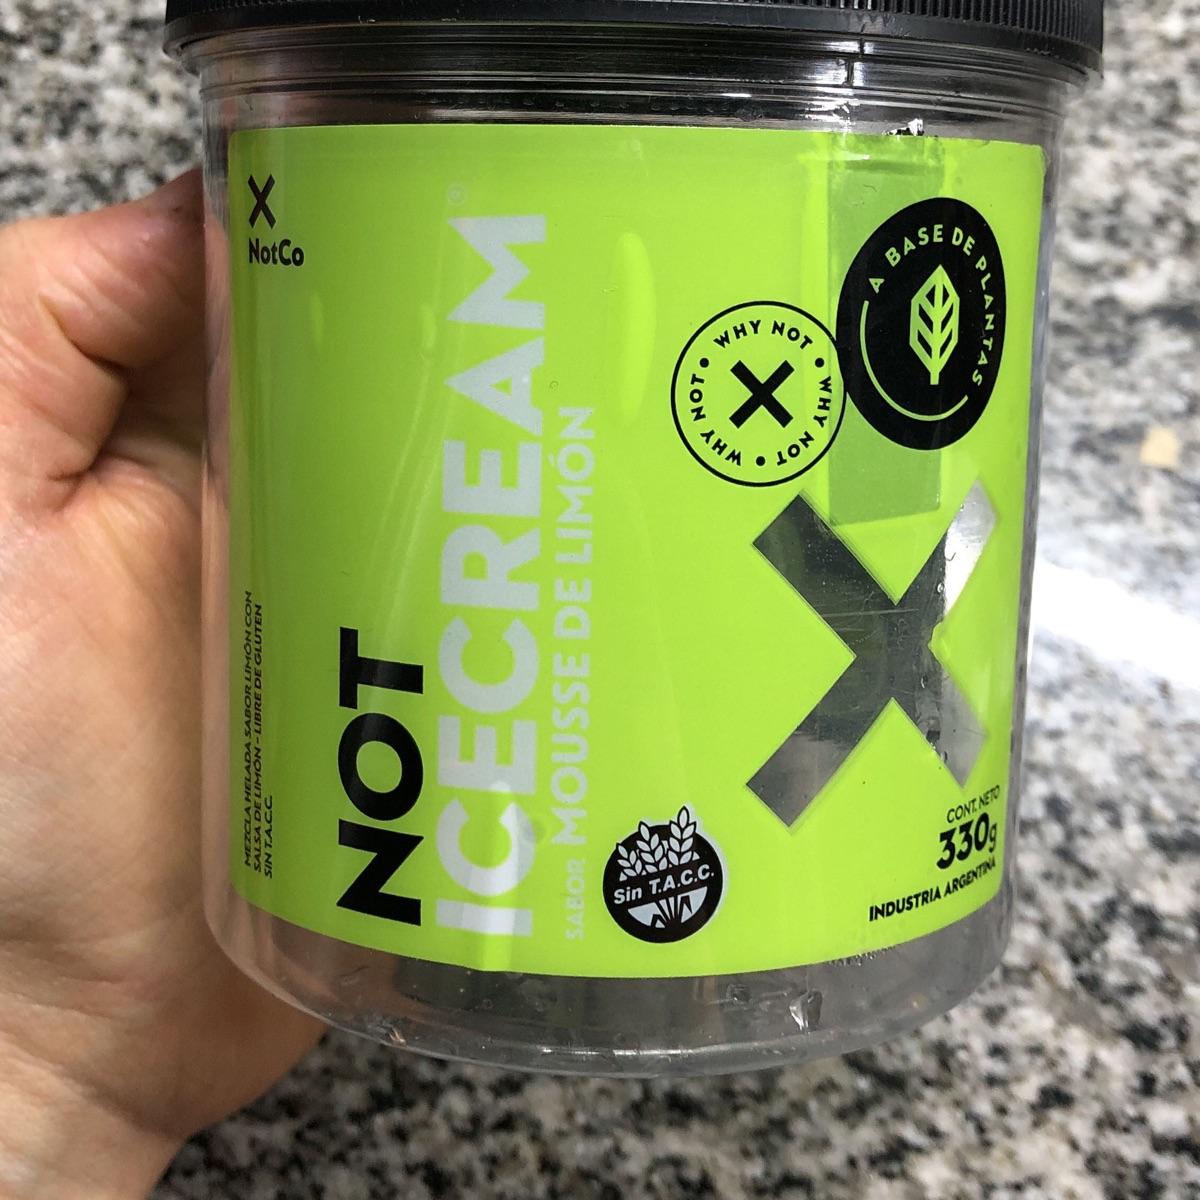 NotCo
MEZCLA HELADA SABOR LIMÓN CON
SALSA DE LIMÓN - LIBRE DE GLUTEN
SIN T.A.C.C.
NOT
ICECREAM®
SABOR MOUSSE DE LIMÓN
WHY NOT • WHY NOT • WHY NOT •
A BASE DE PLANTAS
Sin T.A.C.C.
CONT. NETO
330g
INDUSTRIA ARGENTINA